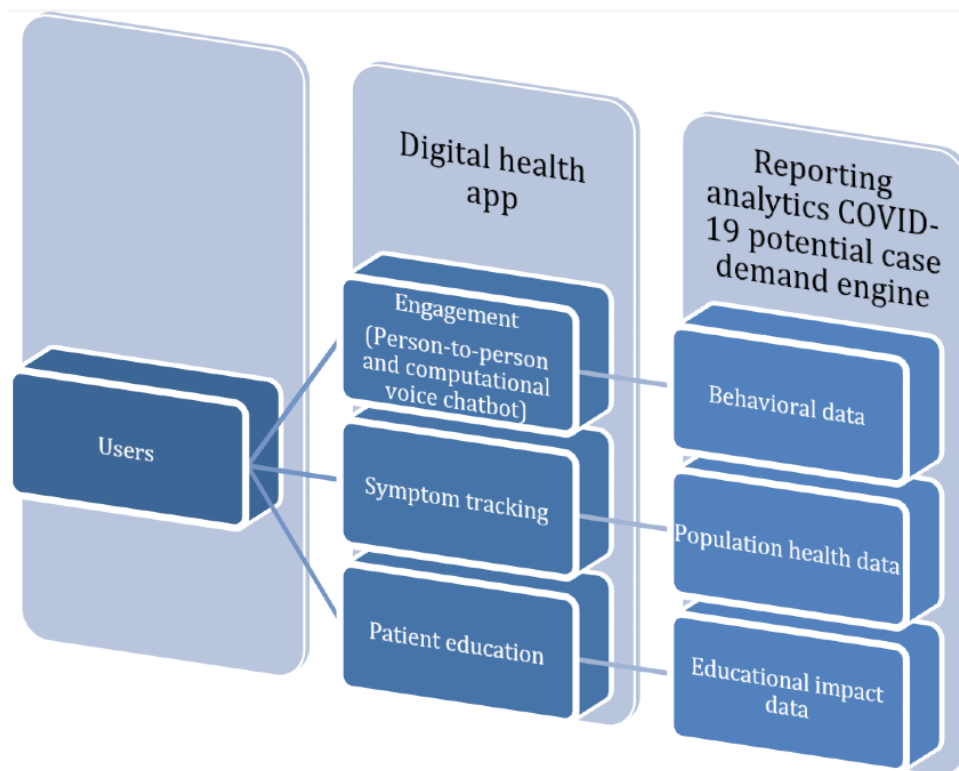 Users
Digital health
app
Engagement
(Person-to-person
and computational
voice chatbot)
Symptom tracking
Patient education
Reporting
analytics COVID-
19 potential case
demand engine
Behavioral data
Population health data
Educational impact
data